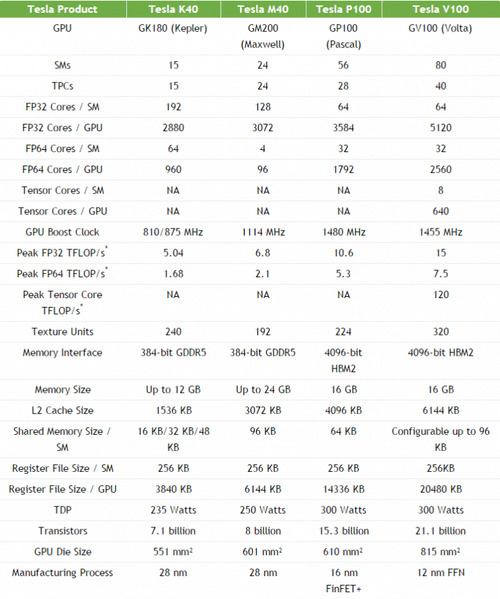 Tesla Product Tesla K40 Tesla M40 Tesla P100 Tesla V100
GPU GK180 (Kepler) GM200 (Maxwell) GP100 (Pascal) GV100 (Volta)
SMs 15 24 56 80
TPCs 15 24 28 40
FP32 Cores / SM 192 128 64 64
FP32 Cores / GPU 2880 3072 3584 5120
FP64 Cores / SM 64 4 32 32
FP64 Cores / GPU 960 96 1792 2560
Tensor Cores / SM NA NA NA 8
Tensor Cores / GPU NA NA NA 640
GPU Boost Clock 810/875 MHz 1114 MHz 1480 MHz 1455 MHz
Peak FP32 TFLOP/s* 5.04 6.8 10.6 15
Peak FP64 TFLOP/s* 1.68 2.1 5.3 7.5
Peak Tensor Core TFLOP/s* NA NA NA 120
Texture Units 240 192 224 320
Memory Interface 384-bit GDDR5 384-bit GDDR5 4096-bit HBM2 4096-bit HBM2
Memory Size Up to 12 GB Up to 24 GB 16 GB 16 GB
L2 Cache Size 1536 KB 3072 KB 4096 KB 6144 KB
Shared Memory Size / SM 16 KB/32 KB/48 KB 96 KB 64 KB Configurable up to 96 KB
Register File Size / SM 256 KB 256 KB 256 KB 256KB
Register File Size / GPU 3840 KB 6144 KB 14336 KB 20480 KB
TDP 235 Watts 250 Watts 300 Watts 300 Watts
Transistors 7.1 billion 8 billion 15.3 billion 21.1 billion
GPU Die Size 551 mm² 601 mm² 610 mm² 815 mm²
Manufacturing Process 28 nm 28 nm 16 nm FinFET+ 12 nm FFN